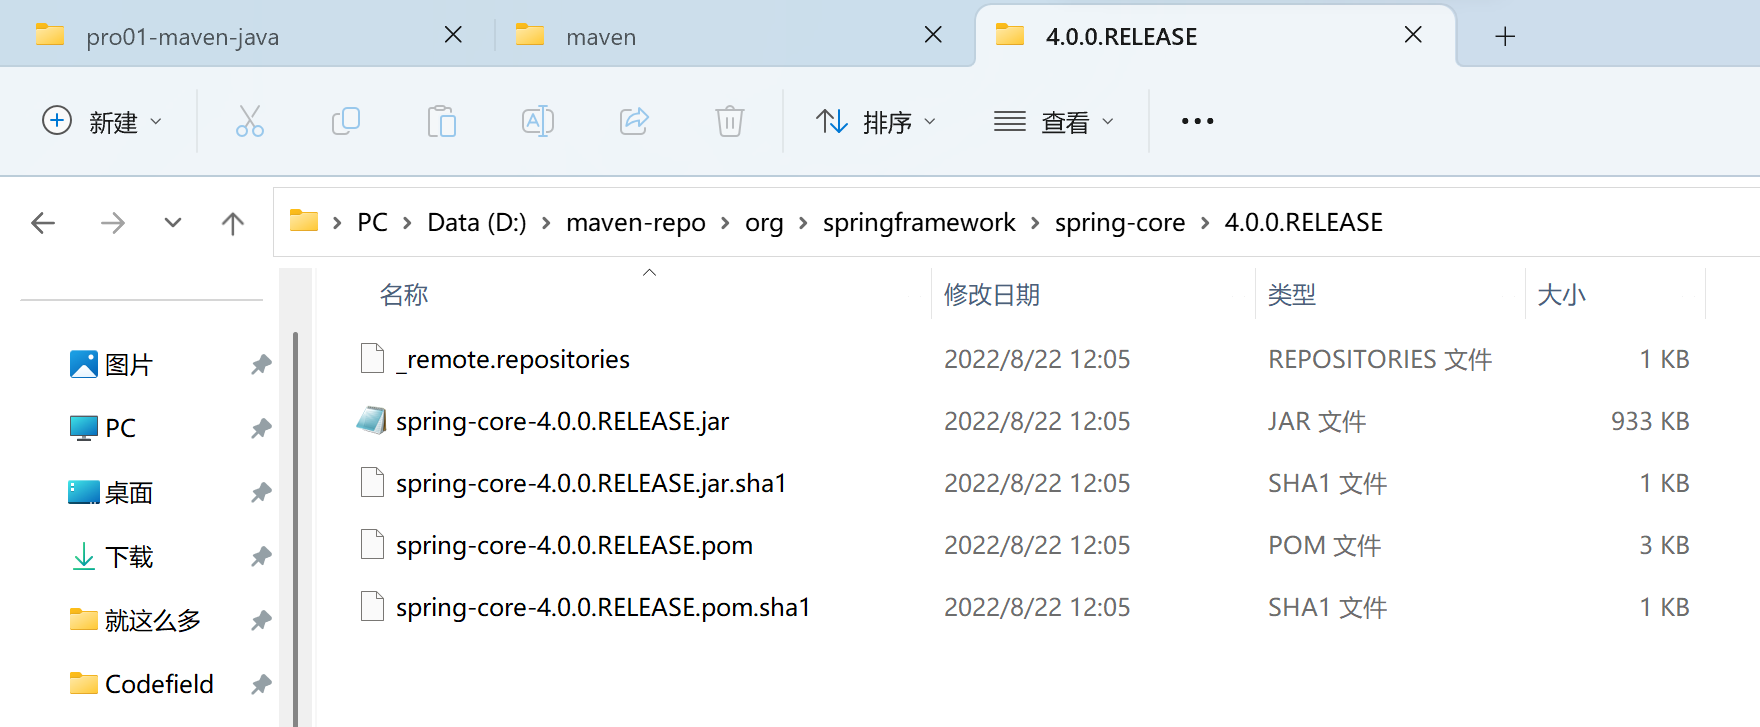 pro01-maven-java
maven
4.0.0.RELEASE
新建
排序
查看
PC > Data (D:) > maven-repo > org > springframework > spring-core > 4.0.0.RELEASE
名称 修改日期 类型 大小
图片
PC
桌面
下载
就这么多
Codefield
_remote.repositories 2022/8/22 12:05 REPOSITORIES 文件 1 KB
spring-core-4.0.0.RELEASE.jar 2022/8/22 12:05 JAR 文件 933 KB
spring-core-4.0.0.RELEASE.jar.sha1 2022/8/22 12:05 SHA1 文件 1 KB
spring-core-4.0.0.RELEASE.pom 2022/8/22 12:05 POM 文件 3 KB
spring-core-4.0.0.RELEASE.pom.sha1 2022/8/22 12:05 SHA1 文件 1 KB